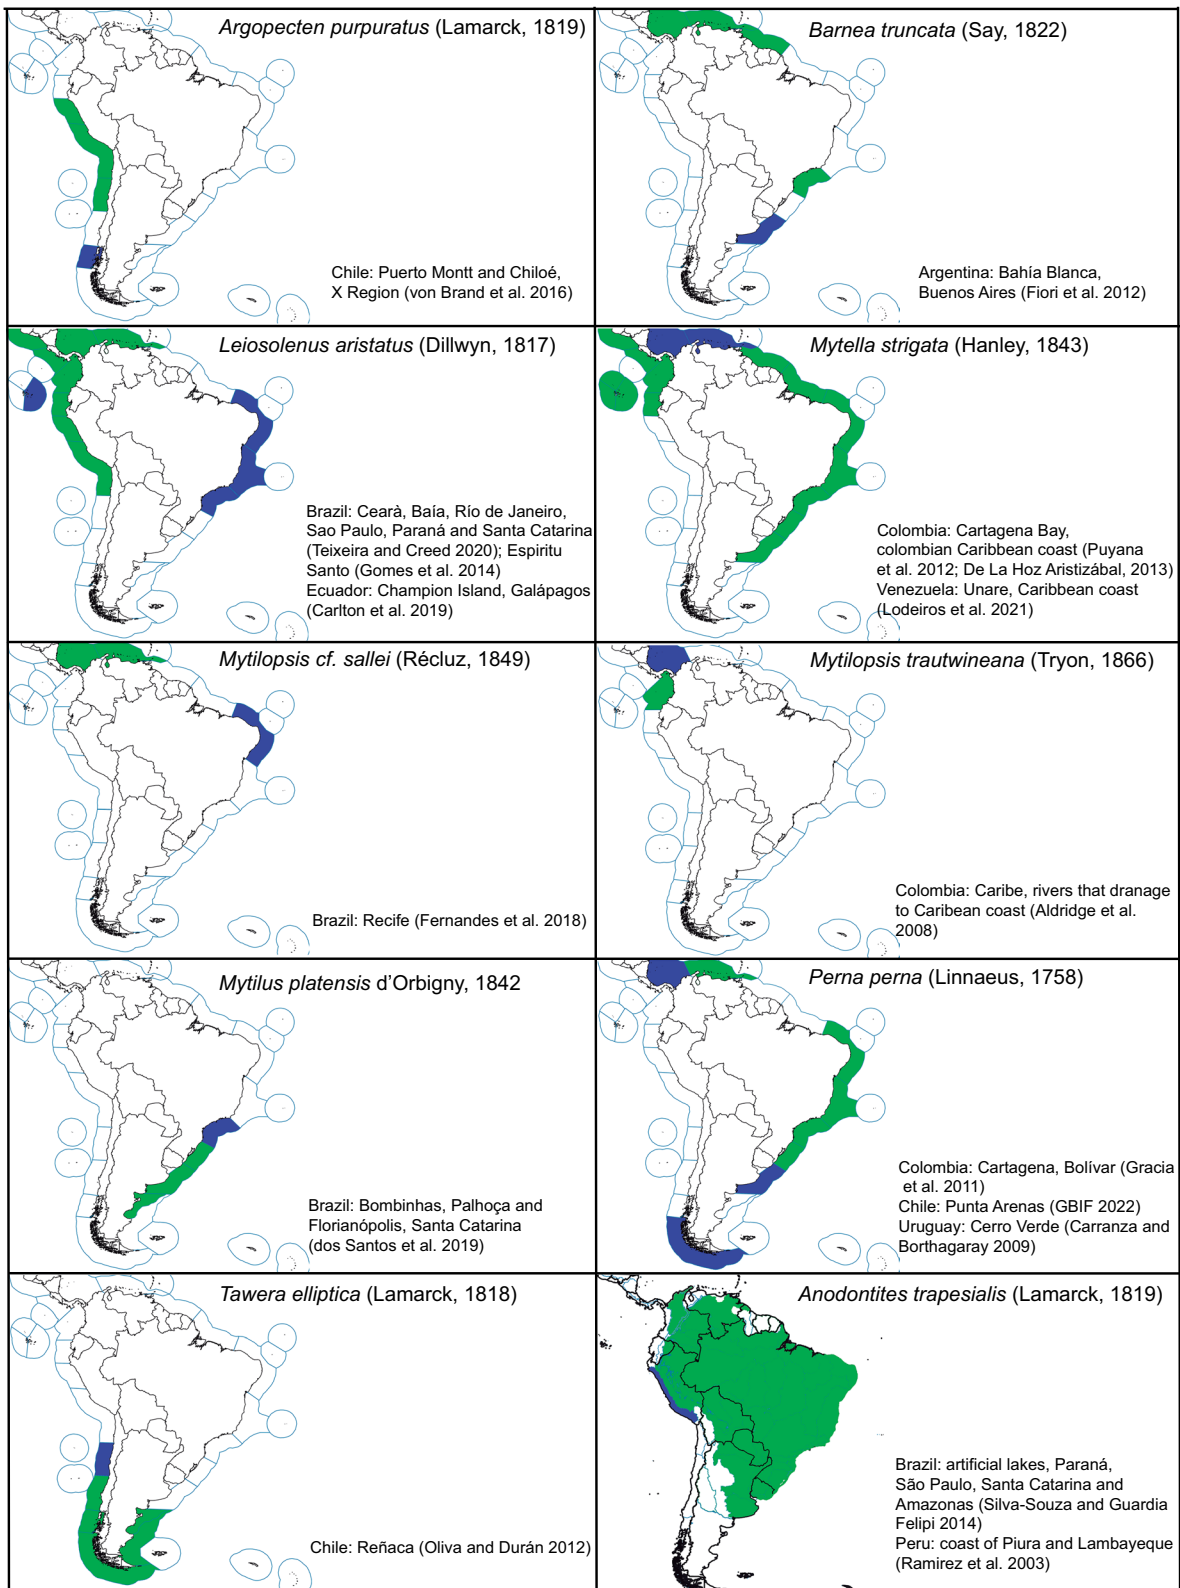 Argopecten purpuratus (Lamarck, 1819)
Chile: Puerto Montt and Chiloé,
X Region (von Brand et al. 2016)
Barnea truncata (Say, 1822)
Argentina: Bahía Blanca,
Buenos Aires (Fiori et al. 2012)
Leiosolenus aristatus (Dillwyn, 1817)
Brazil: Cearà, Baía, Río de Janeiro,
Sao Paulo, Paraná and Santa Catarina
(Teixeira and Creed 2020); Espiritu
Santo (Gomes et al. 2014)
Ecuador: Champion Island, Galápagos
(Carlton et al. 2019)
Mytella strigata (Hanley, 1843)
Colombia: Cartagena Bay,
colombian Caribbean coast (Puyana
et al. 2012; De La Hoz Aristizábal, 2013)
Venezuela: Unare, Caribbean coast
(Lodeiros et al. 2021)
Mytilopsis cf. sallei (Récluz, 1849)
Brazil: Recife (Fernandes et al. 2018)
Mytilopsis trautwineana (Tryon, 1866)
Colombia: Caribe, rivers that dranage
to Caribean coast (Aldridge et al.
2008)
Mytilus platensis d'Orbigny, 1842
Brazil: Bombinhas, Palhoça and
Florianópolis, Santa Catarina
(dos Santos et al. 2019)
Perna perna (Linnaeus, 1758)
Colombia: Cartagena, Bolívar (Gracia
et al. 2011)
Chile: Punta Arenas (GBIF 2022)
Uruguay: Cerro Verde (Carranza and
Borthagaray 2009)
Tawera elliptica (Lamarck, 1818)
Chile: Reñaca (Oliva and Durán 2012)
Anodontites trapesialis (Lamarck, 1819)
Brazil: artificial lakes, Paraná,
São Paulo, Santa Catarina and
Amazonas (Silva-Souza and Guardia
Felipi 2014)
Peru: coast of Piura and Lambayeque
(Ramirez et al. 2003)